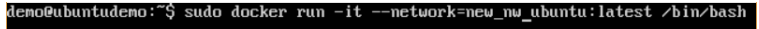 demo@ubuntudemo:~$ sudo docker run -it --network=new_nw_ubuntu:latest /bin/bash